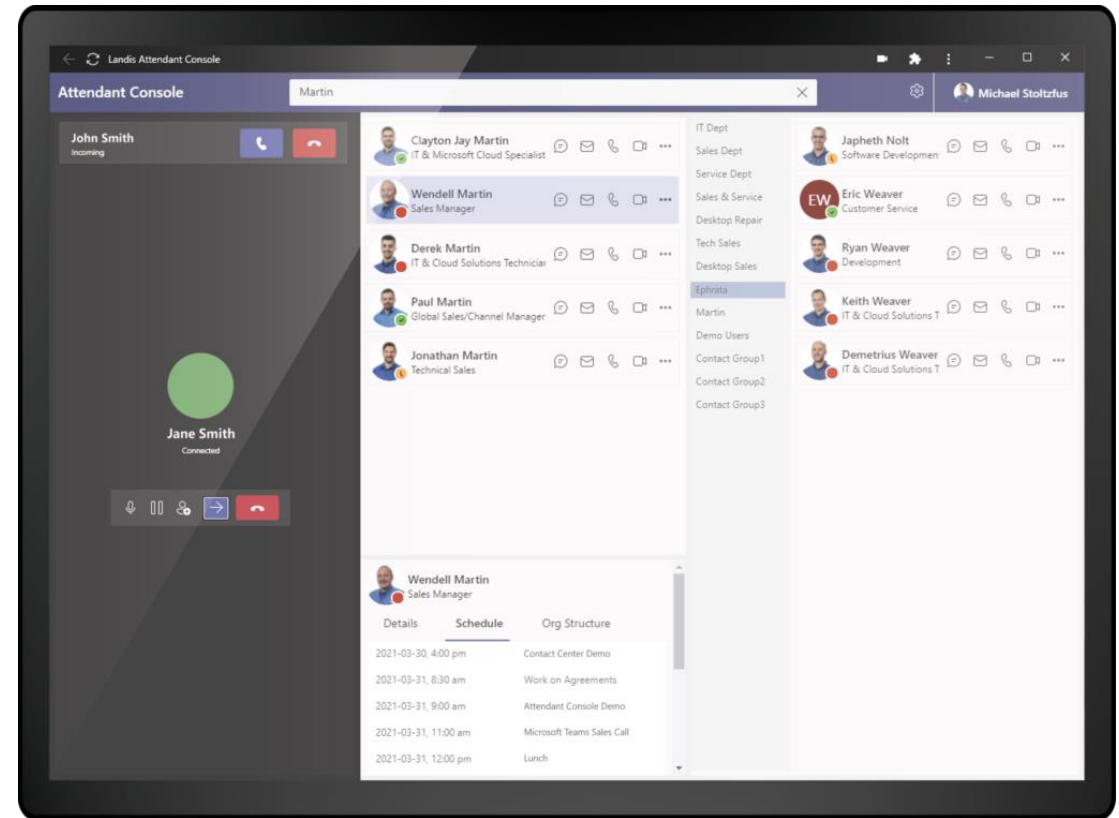 Landis Attendant Console
Attendant Console
Martin
Michael Stoltzfus
John Smith
Incoming
Jane Smith
Connected
Clayton Jay Martin
IT & Microsoft Cloud Specialist
Wendell Martin
Sales Manager
Derek Martin
IT & Cloud Solutions Technician
Paul Martin
Global Sales/Channel Manager
Jonathan Martin
Technical Sales
Wendell Martin
Sales Manager
Details Schedule Org Structure
2021-03-30, 4:00 pm Contact Center Demo
2021-03-31, 8:30 am Work on Agreements
2021-03-31, 9:00 am Attendant Console Demo
2021-03-31, 11:00 am Microsoft Teams Sales Call
2021-03-31, 12:00 pm Lunch
IT Dept
Sales Dept
Service Dept
Sales & Service
Desktop Repair
Tech Sales
Desktop Sales
Ephrata
Martin
Demo Users
Contact Group1
Contact Group2
Contact Group3
Japheth Nolt
Software Developmen
EW
Eric Weaver
Customer Service
Ryan Weaver
Development
Keith Weaver
IT & Cloud Solutions T
Demetrius Weaver
IT & Cloud Solutions T